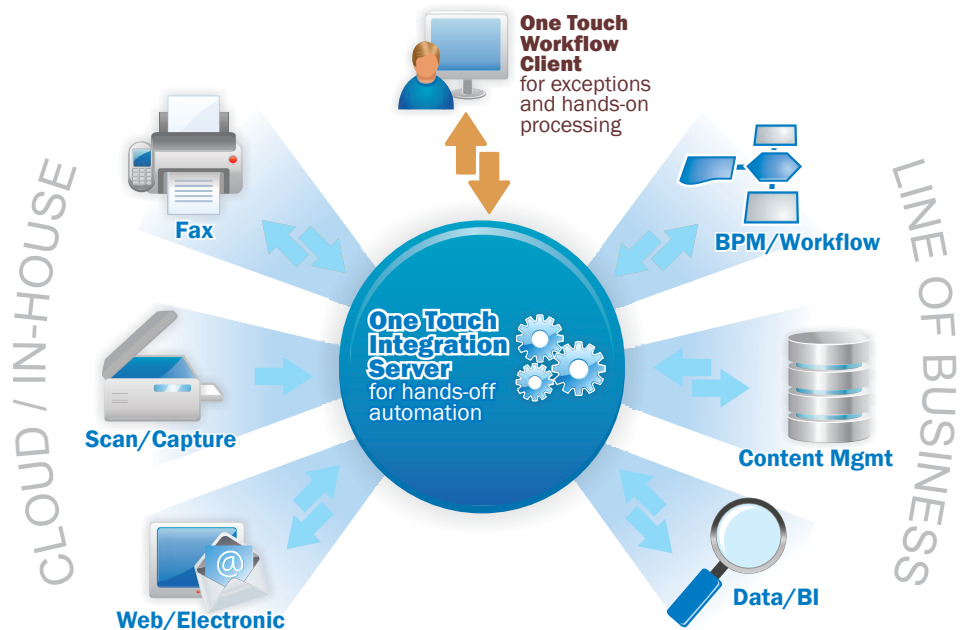 One Touch
Workflow
Client
for exceptions
and hands-on
processing
CLOUD / IN-HOUSE
Fax
Scan/Capture
Web/Electronic
One Touch
Integration
Server
for hands-off
automation
BPM/Workflow
Content Mgmt
Data/BI
LINE OF BUSINESS
@